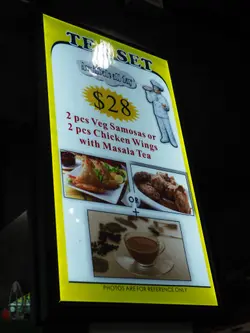 TEA SET
$28
2 pcs Veg Samosas or
2 pcs Chicken Wings
with Masala Tea
OR
+
PHOTOS ARE FOR REFERENCE ONLY